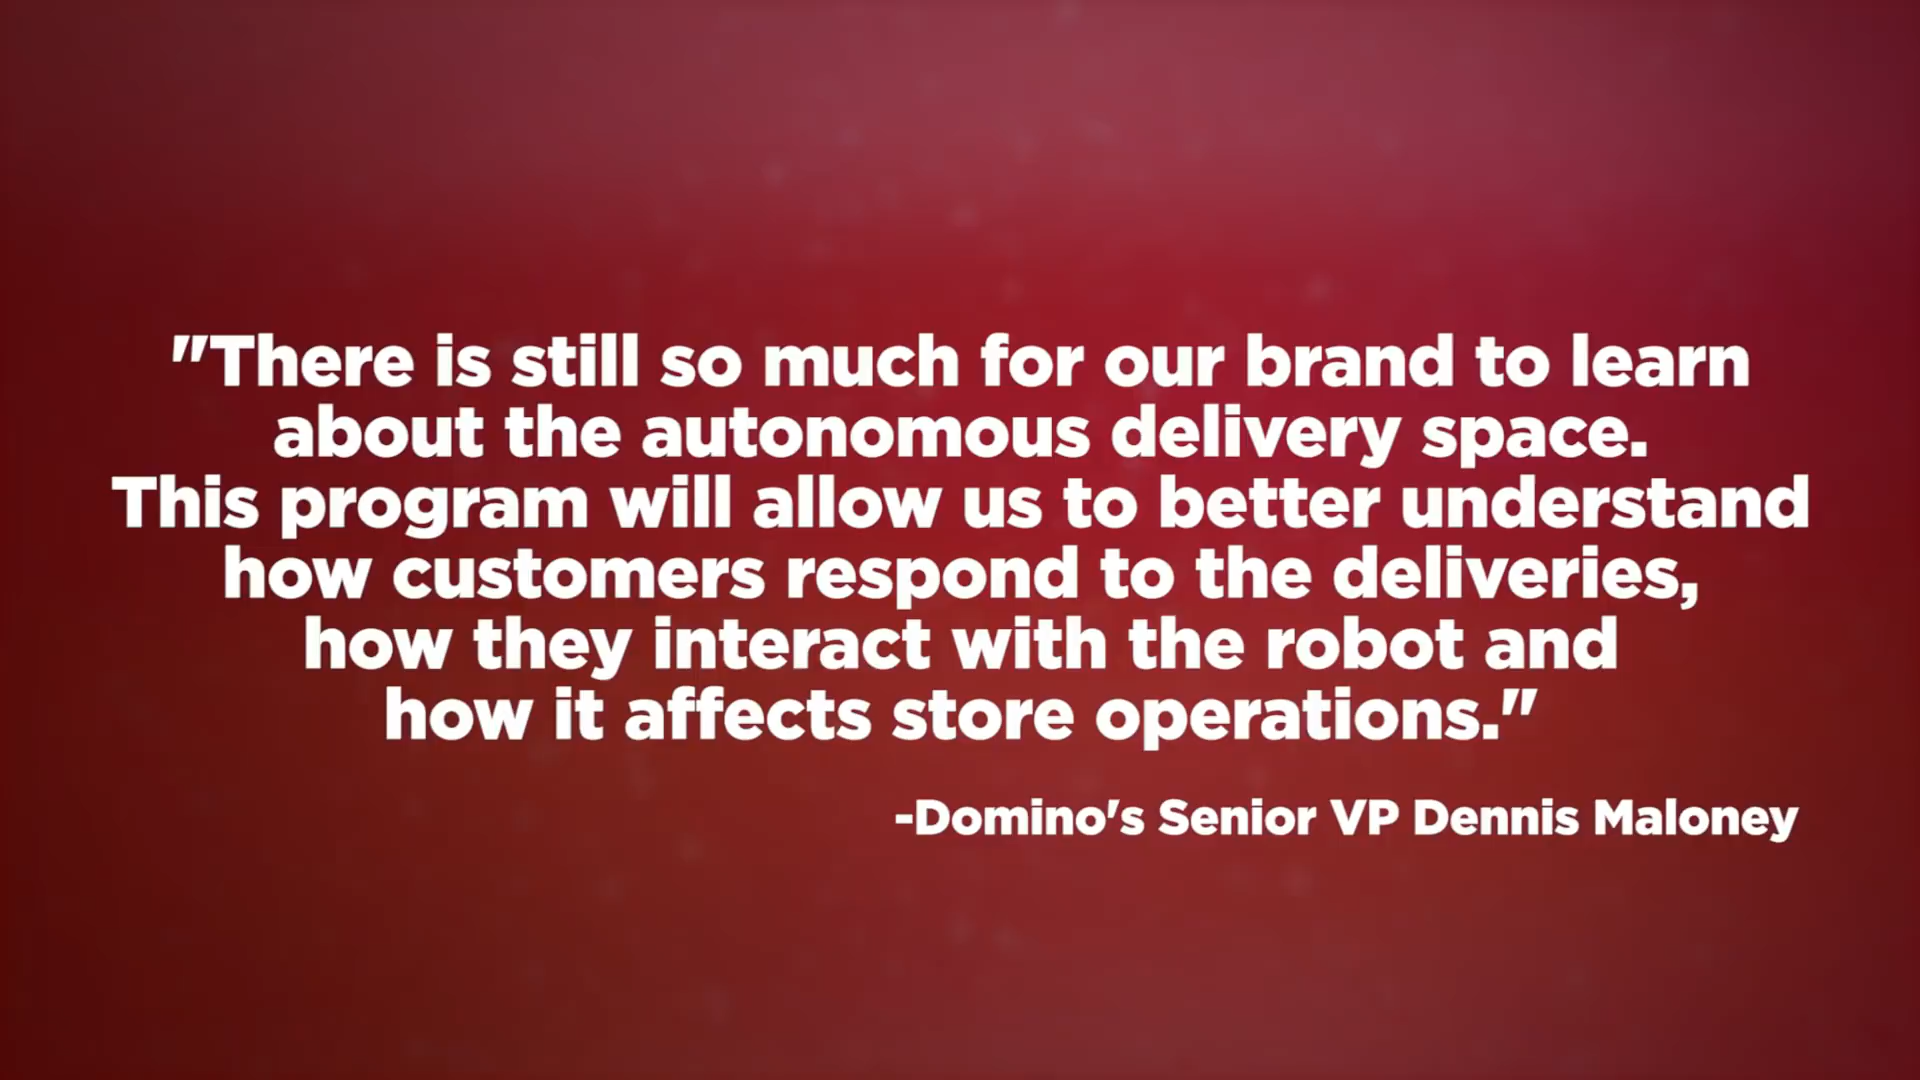 "There is still so much for our brand to learn
about the autonomous delivery space.
This program will allow us to better understand
how customers respond to the deliveries,
how they interact with the robot and
how it affects store operations."
-Domino's Senior VP Dennis Maloney